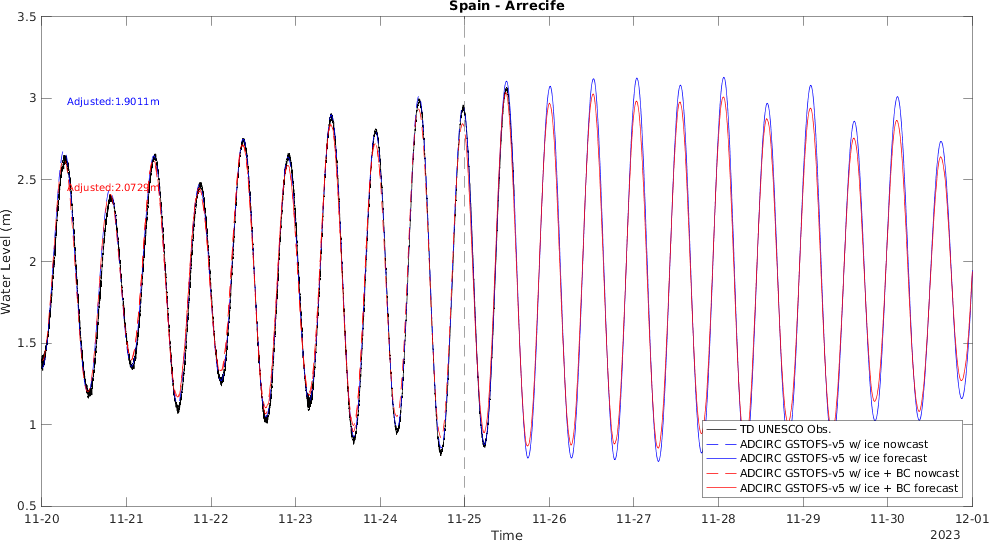 Spain - Arrecife
3.5
3
2.5
2
1.5
1
0.5
Water Level (m)
Adjusted:1.9011m
Adjusted:2.0729m
TD UNESCO Obs.
ADCIRC GSTOFS-v5 w/ ice nowcast
ADCIRC GSTOFS-v5 w/ ice forecast
ADCIRC GSTOFS-v5 w/ ice + BC nowcast
ADCIRC GSTOFS-v5 w/ ice + BC forecast
11-20 11-21 11-22 11-23 11-24 11-25 11-26 11-27 11-28 11-29 11-30 12-01
Time
2023